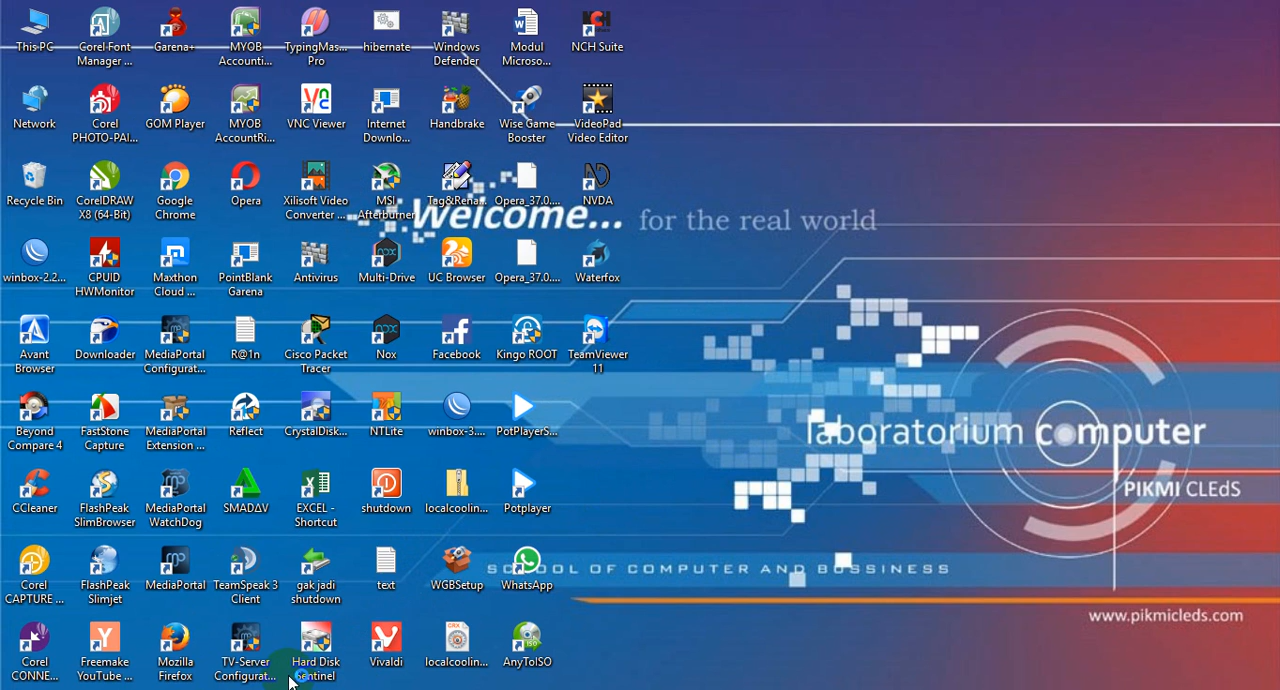 This PC
Corel Font
Manager ...
Garena+
MYOB
Accounti...
TypingMas...
Pro
hibernate
Windows
Defender
Modul
Microso...
NCH Suite
Network
Corel
PHOTO-PAI...
GOM Player
MYOB
AccountRi...
VNC Viewer
Internet
Downlo...
Handbrake
Wise Game
Booster
VideoPad
Video Editor
Recycle Bin
CorelDRAW
X8 (64-Bit)
Google
Chrome
Opera
Xilisoft Video
Converter ...
MSI
Afterburner
Tag&Rena...
Opera_37.0....
NVDA
Welcome... for the real world
winbox-2.2...
CPUID
HWMonitor
Maxthon
Cloud ...
PointBlank
Garena
Antivirus
Multi-Drive
UC Browser
Opera_37.0....
Waterfox
Avant
Browser
Downloader
MediaPortal
Configurat...
R@1n
Cisco Packet
Tracer
Nox
Facebook
Kingo ROOT
TeamViewer
11
Beyond
Compare 4
FastStone
Capture
MediaPortal
Extension ...
Reflect
CrystalDisk...
NTLite
winbox-3....
PotPlayerS...
laboratorium computer
PIKMI CLEdS
CCleaner
FlashPeak
SlimBrowser
MediaPortal
WatchDog
SMADΔV
EXCEL -
Shortcut
shutdown
localcoolin...
Potplayer
Corel
CAPTURE ...
FlashPeak
Slimjet
MediaPortal
TeamSpeak 3
Client
gak jadi
shutdown
text
WGBSetup
WhatsApp
SCHOOL OF COMPUTER AND BOSSINESS
www.pikmicleds.com
Corel
CONNE...
Freemake
YouTube ...
Mozilla
Firefox
TV-Server
Configurat...
Hard Disk
Sentinel
Vivaldi
localcoolin...
AnyToISO